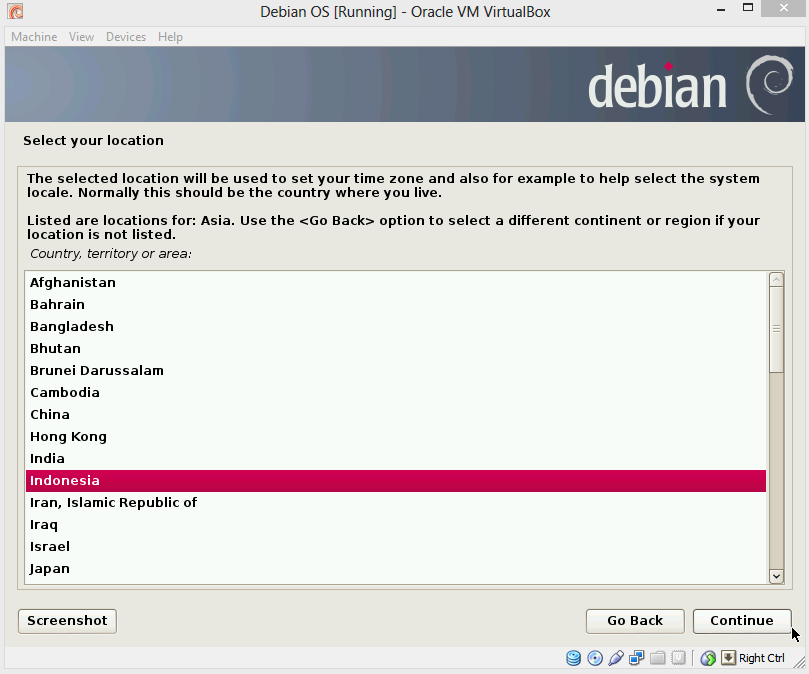 Debian OS [Running] - Oracle VM VirtualBox
Machine View Devices Help
debian
Select your location
The selected location will be used to set your time zone and also for example to help select the system
locale. Normally this should be the country where you live.
Listed are locations for: Asia. Use the <Go Back> option to select a different continent or region if your
location is not listed.
Country, territory or area:
Afghanistan
Bahrain
Bangladesh
Bhutan
Brunei Darussalam
Cambodia
China
Hong Kong
India
Indonesia
Iran, Islamic Republic of
Iraq
Israel
Japan
Screenshot Go Back Continue
Right Ctrl